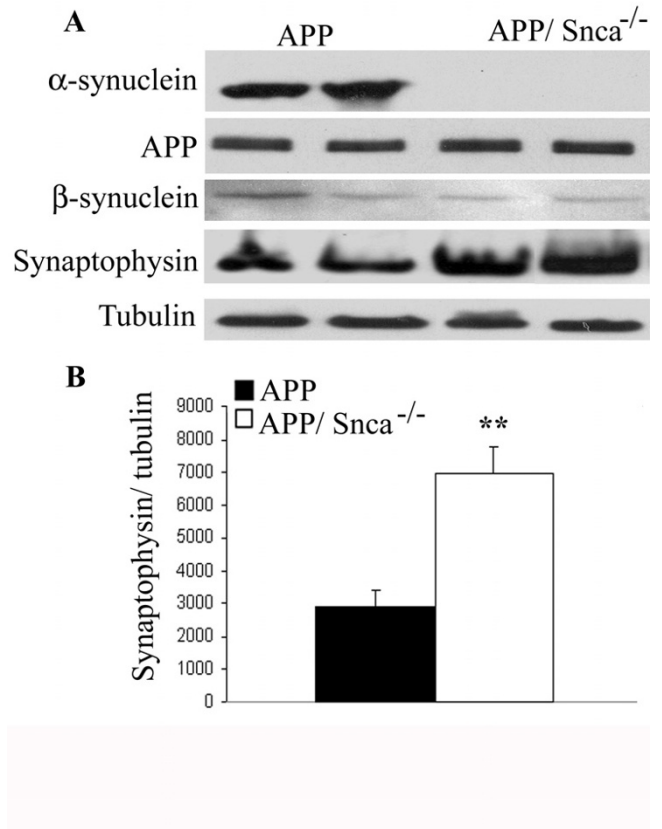 A
APP APP/ Snca-/-
α-synuclein
APP
β-synuclein
Synaptophysin
Tubulin
B
APP
APP/ Snca-/-
**
Synaptophysin/ tubulin
9000
8000
7000
6000
5000
4000
3000
2000
1000
0